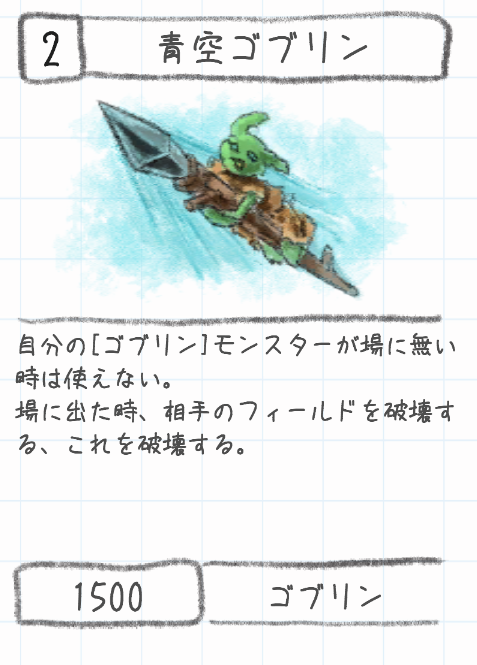 2
青空ゴブリン
自分の[ゴブリン]モンスターが場に無い
時は使えない。
場に出た時、相手のフィールドを破壊す
る、これを破壊する。
1500
ゴブリン